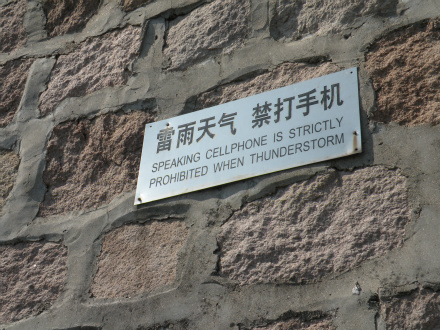 雷雨天气 禁打手机
SPEAKING CELLPHONE IS STRICTLY
PROHIBITED WHEN THUNDERSTORM